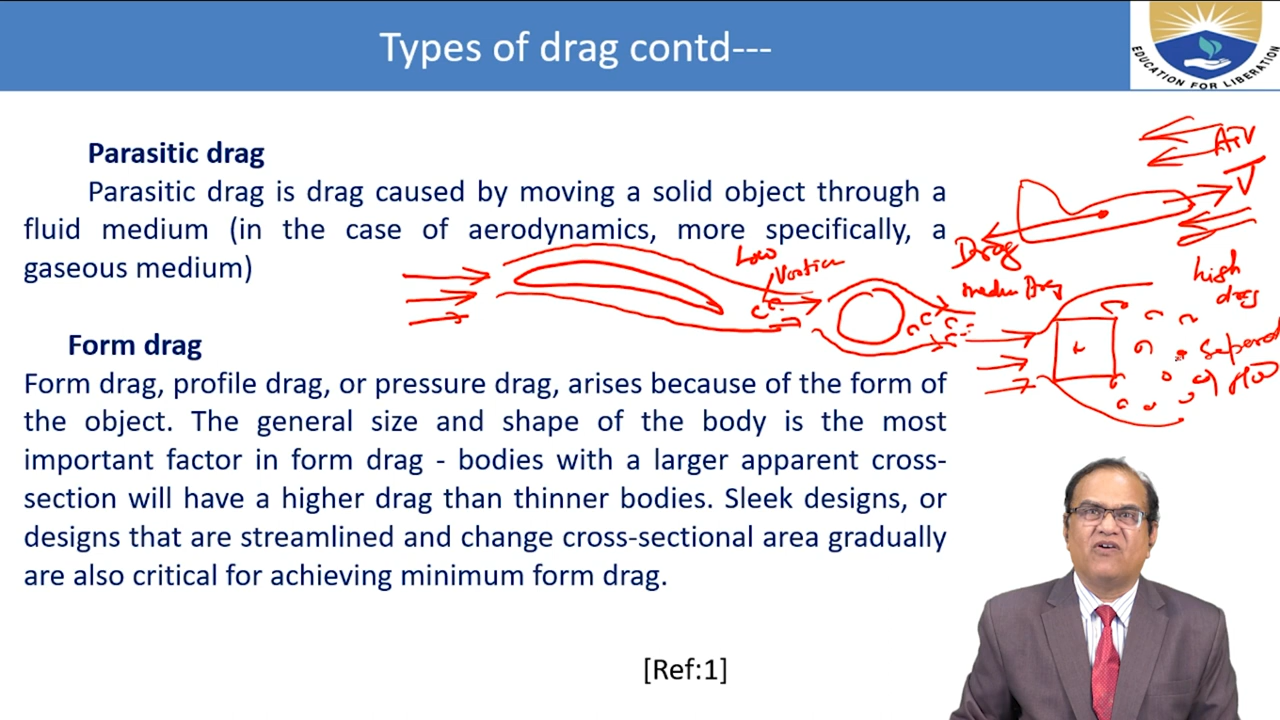 Types of drag contd---
EDUCATION FOR LIBERATION
Parasitic drag
Parasitic drag is drag caused by moving a solid object through a
fluid medium (in the case of aerodynamics, more specifically, a
gaseous medium)
Air
V
Drag
Low
high
drag
Form drag
Form drag, profile drag, or pressure drag, arises because of the form of
the object. The general size and shape of the body is the most
important factor in form drag - bodies with a larger apparent cross-
section will have a higher drag than thinner bodies. Sleek designs, or
designs that are streamlined and change cross-sectional area gradually
are also critical for achieving minimum form drag.
[Ref:1]